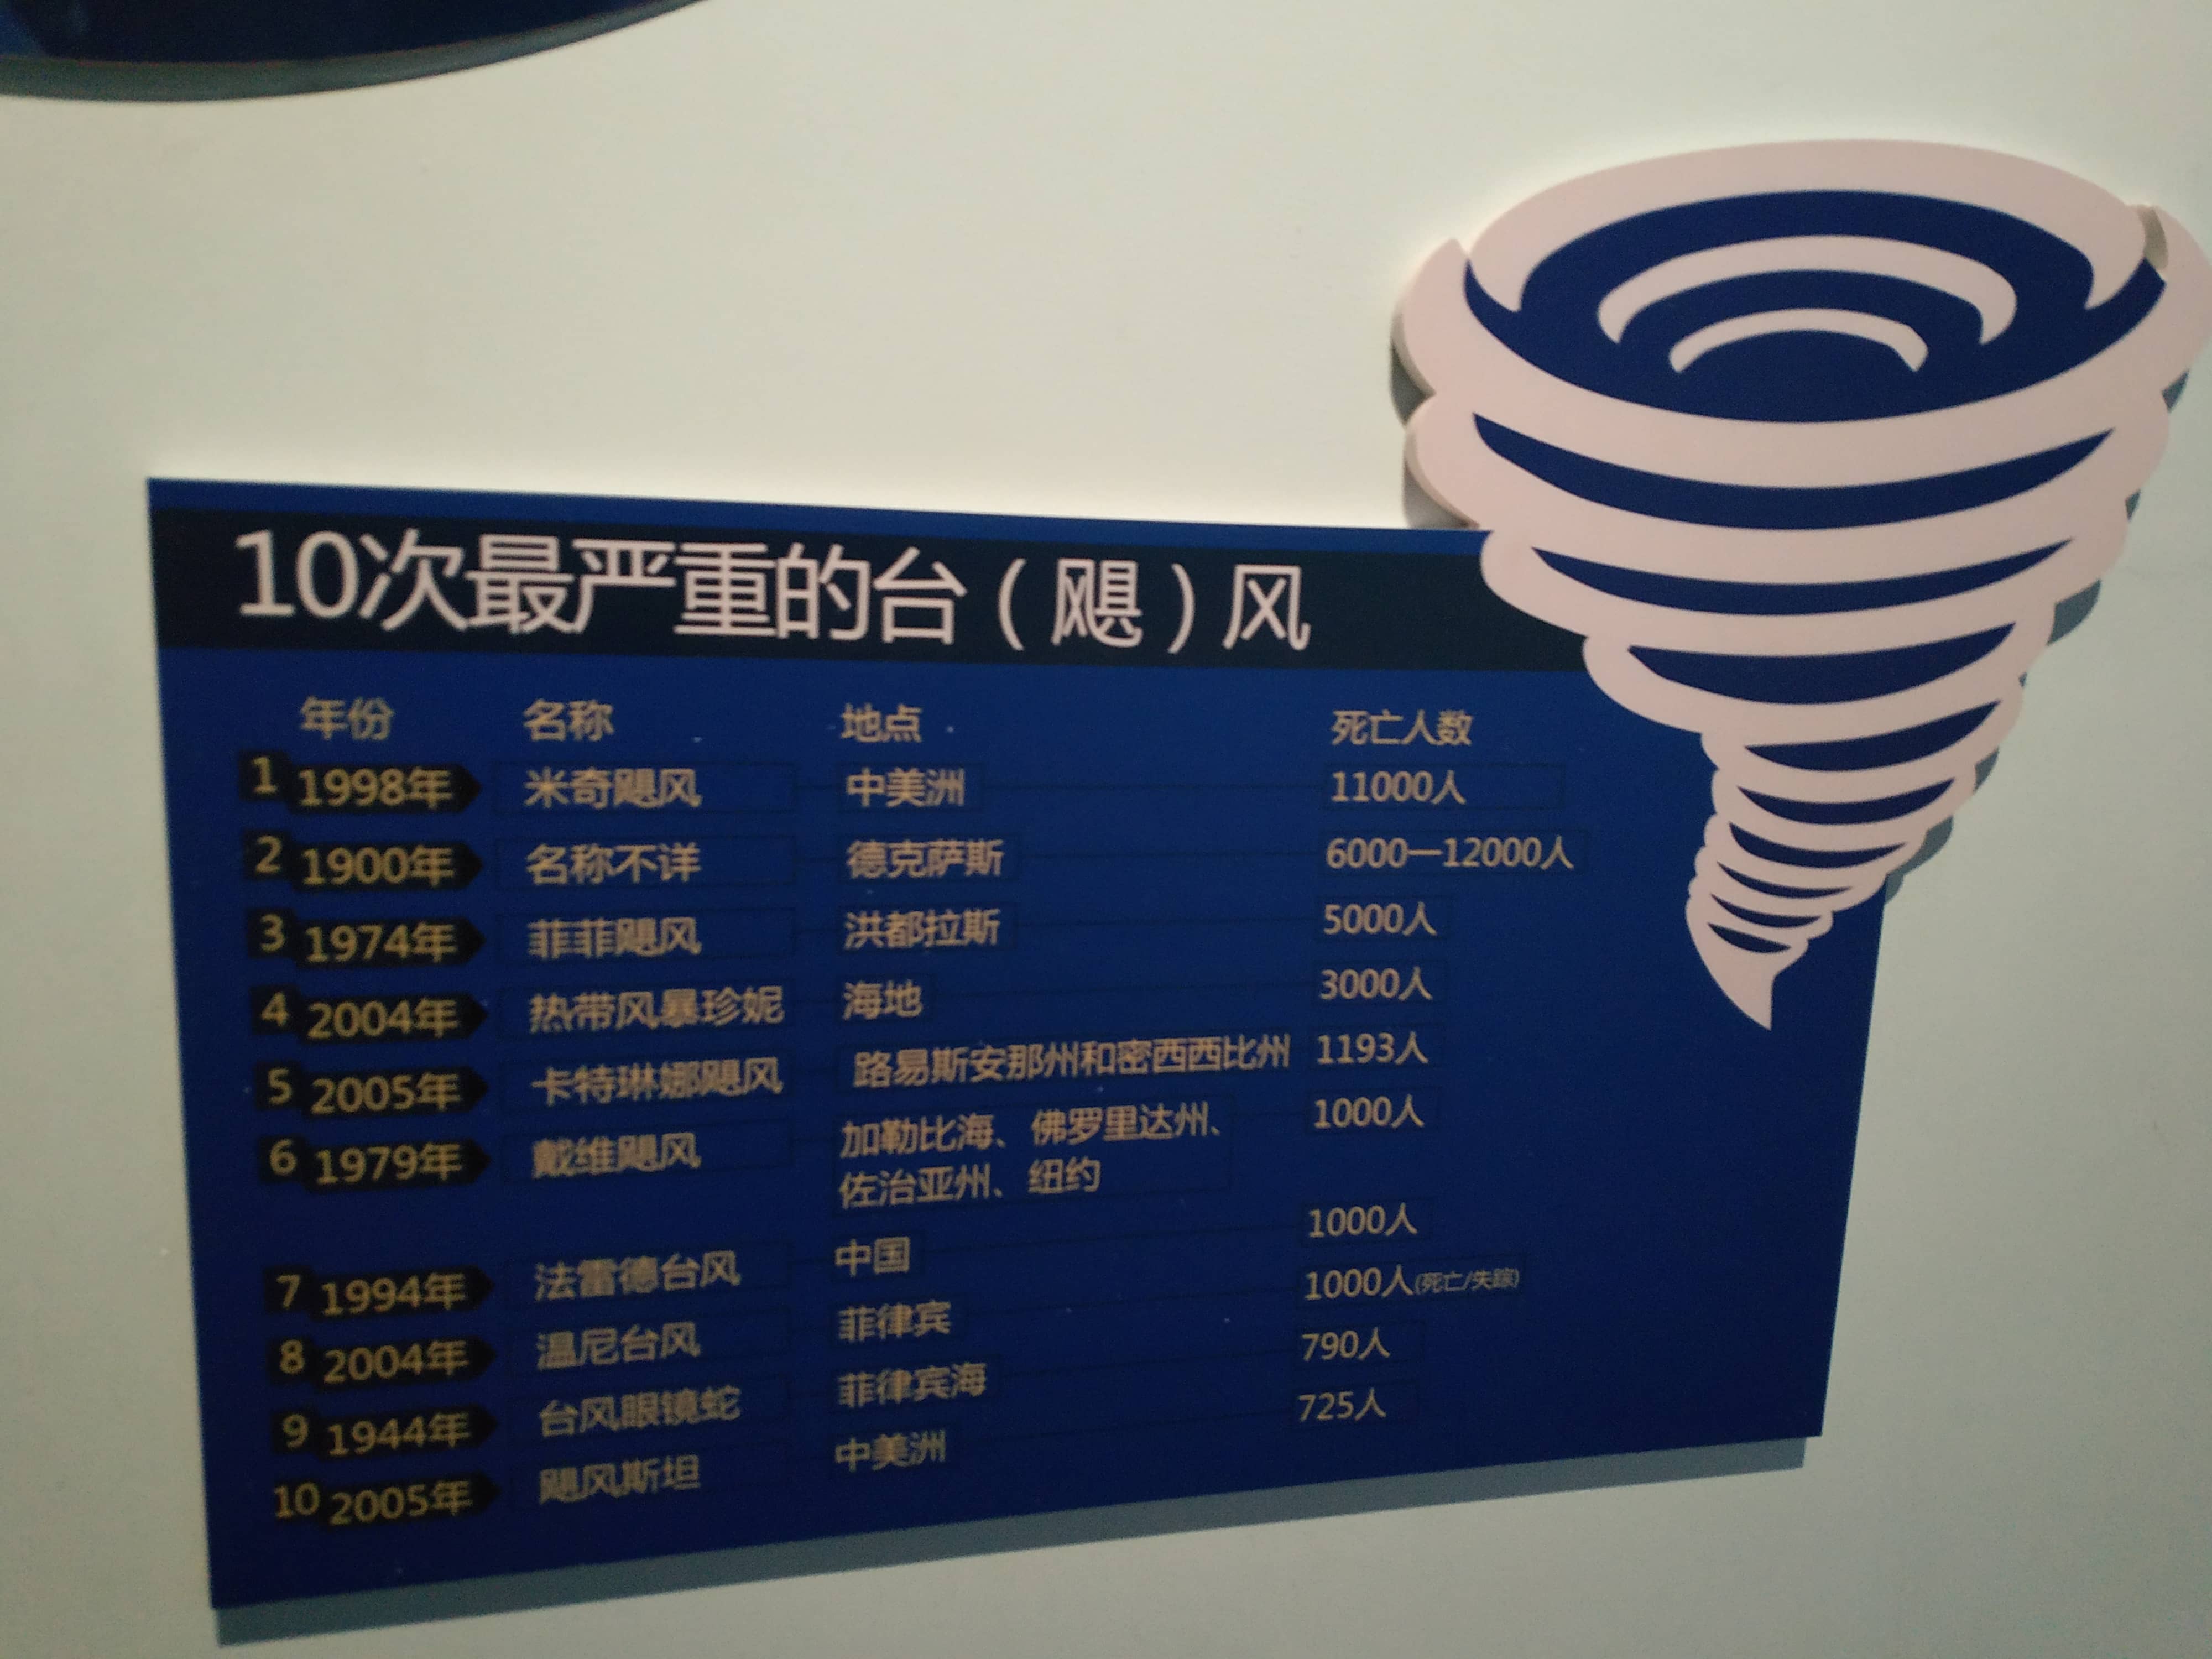 10次最严重的台(飓)风
年份 名称 地点 死亡人数
1 1998年 米奇飓风 中美洲 11000人
2 1900年 名称不详 德克萨斯 6000—12000人
3 1974年 菲菲飓风 洪都拉斯 5000人
4 2004年 热带风暴珍妮 海地 3000人
5 2005年 卡特琳娜飓风 路易斯安那州和密西西比州 1193人
6 1979年 戴维飓风 加勒比海、佛罗里达州、 1000人
佐治亚州、纽约
7 1994年 法雷德台风 中国 1000人
8 2004年 温尼台风 菲律宾 1000人(死亡/失踪)
9 1944年 台风眼镜蛇 菲律宾海 790人
10 2005年 飓风斯坦 中美洲 725人